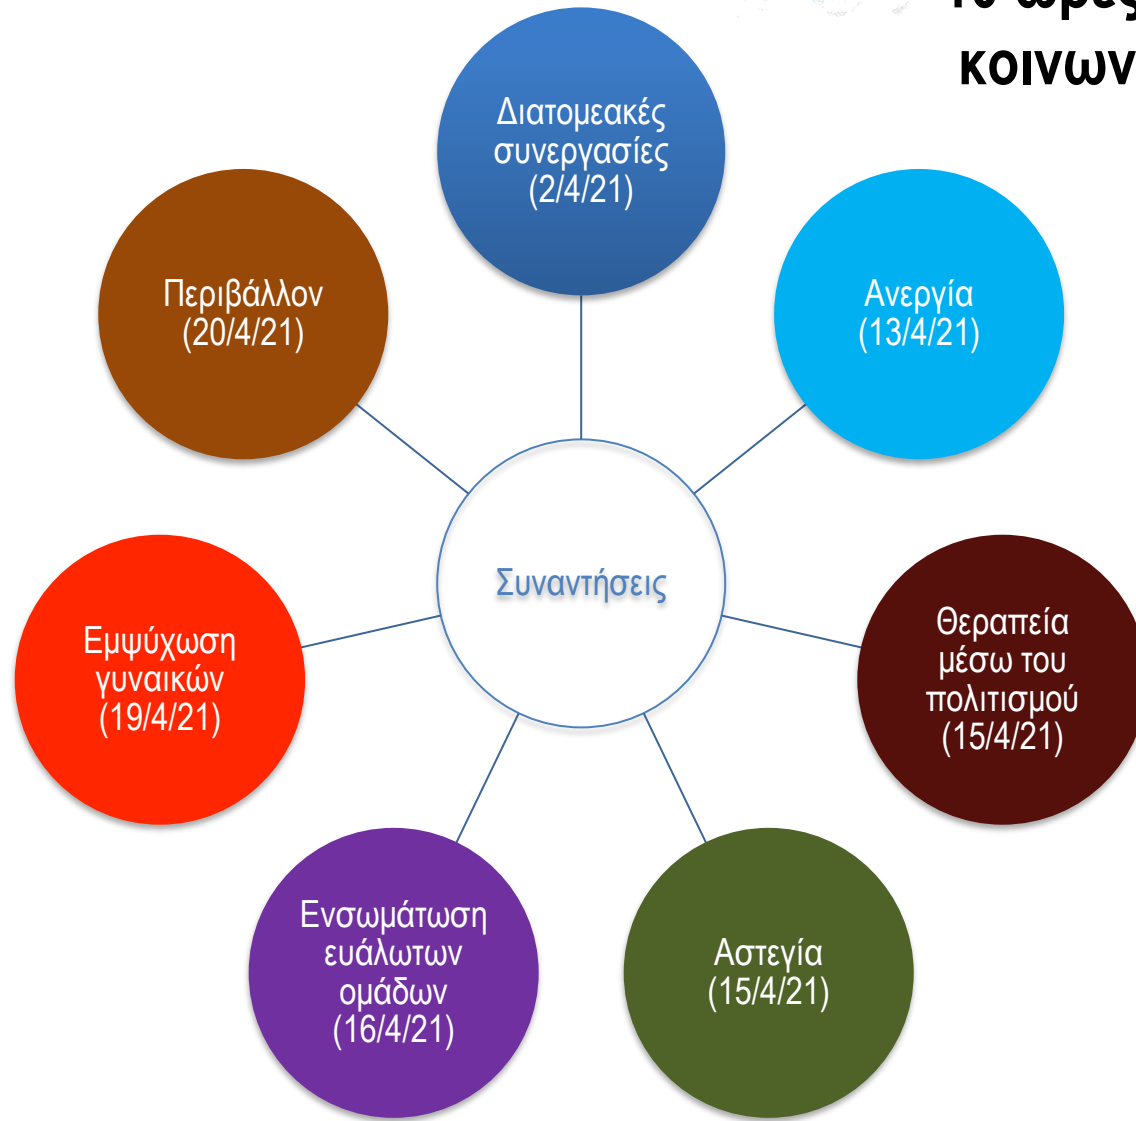 ώρες
κοινων
Διατομεακές
συνεργασίες
(2/4/21)
Ανεργία
(13/4/21)
Θεραπεία
μέσω του
πολιτισμού
(15/4/21)
Αστεγία
(15/4/21)
Ενσωμάτωση
ευάλωτων
ομάδων
(16/4/21)
Εμψύχωση
γυναικών
(19/4/21)
Περιβάλλον
(20/4/21)
Συναντήσεις